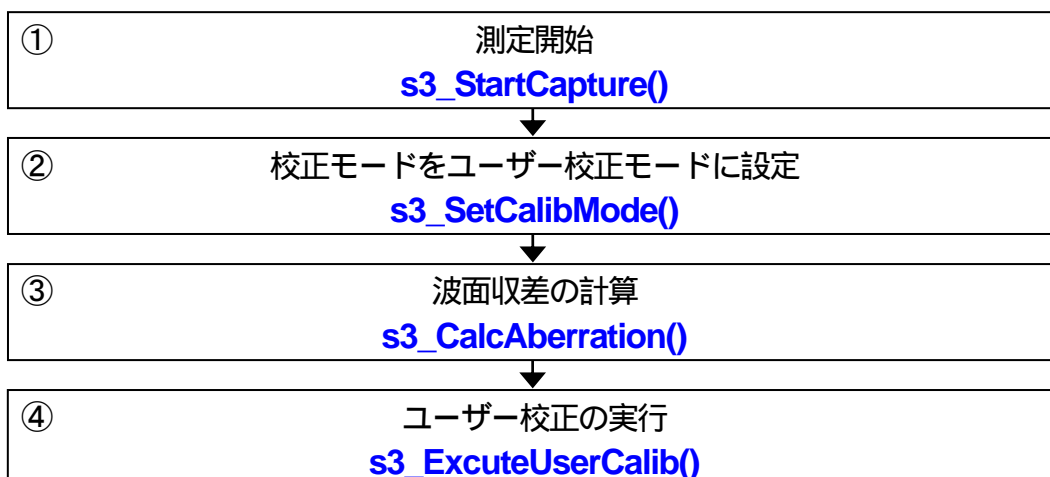 ① 測定開始
s3_StartCapture()
② 校正モードをユーザー校正モードに設定
s3_SetCalibMode()
③ 波面収差の計算
s3_CalcAberration()
④ ユーザー校正の実行
s3_ExcuteUserCalib()